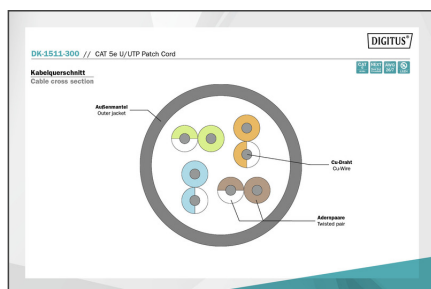 DIGITUS®
DK-1511-300 // CAT 5e U/UTP Patch Cord
Kabelquerschnitt
Cable cross section
Außenmantel
Outer jacket
Cu-Draht
Cu-Wire
Aderspaare
Twisted pair